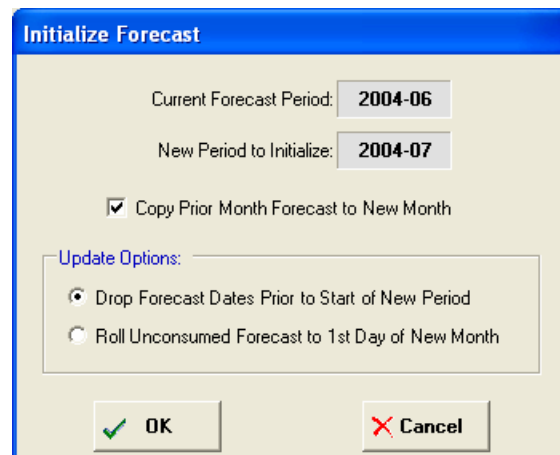 Initialize Forecast
Current Forecast Period: 2004-06
New Period to Initialize: 2004-07
Copy Prior Month Forecast to New Month
Update Options:
Drop Forecast Dates Prior to Start of New Period
Roll Unconsumed Forecast to 1st Day of New Month
OK Cancel